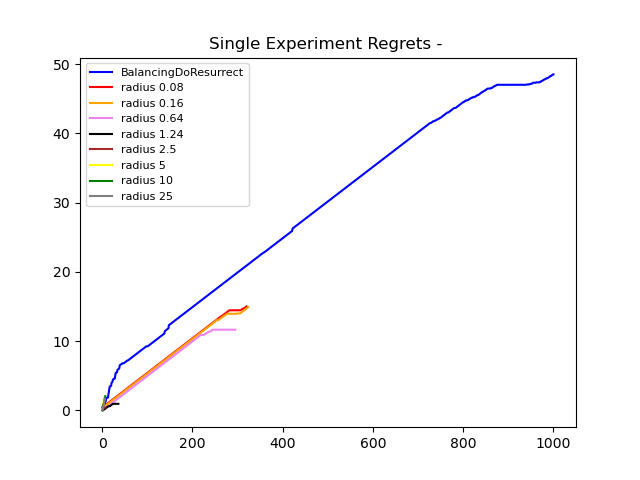 Single Experiment Regrets -
50
40
30
20
10
0
BalancingDoResurrect
radius 0.08
radius 0.16
radius 0.64
radius 1.24
radius 2.5
radius 5
radius 10
radius 25
0 200 400 600 800 1000